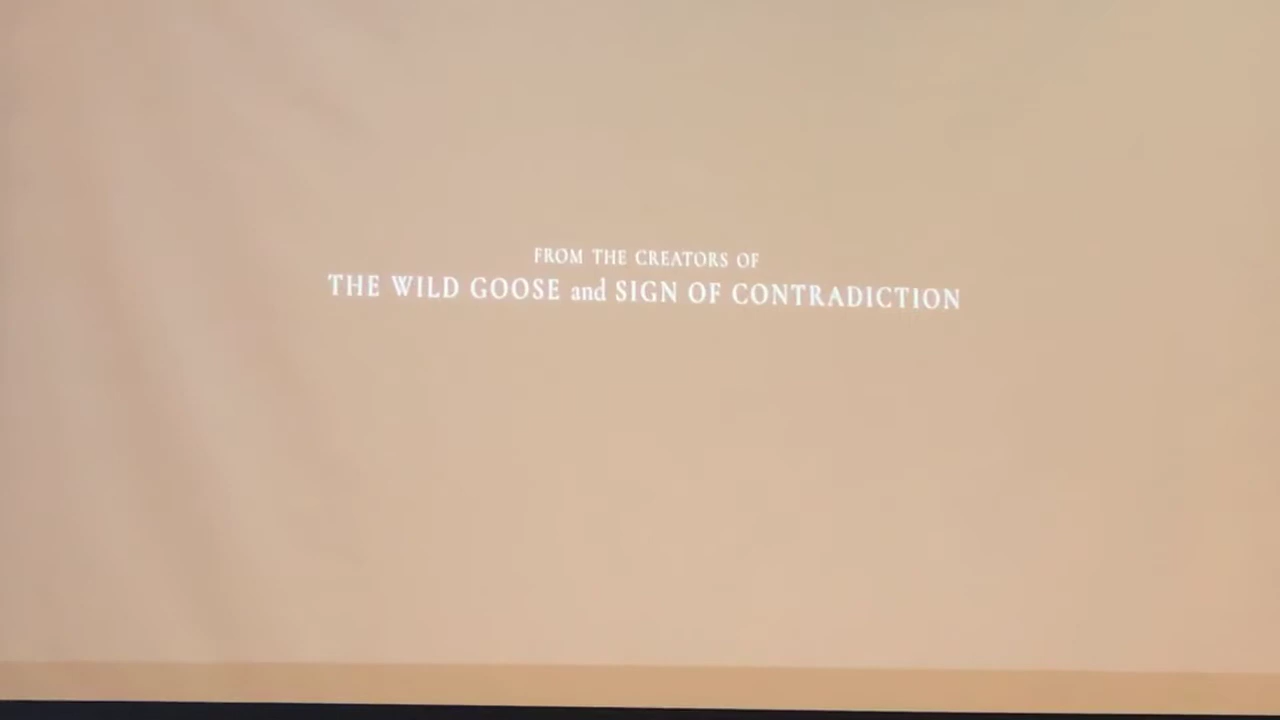 FROM THE CREATORS OF
THE WILD GOOSE and SIGN OF CONTRADICTION